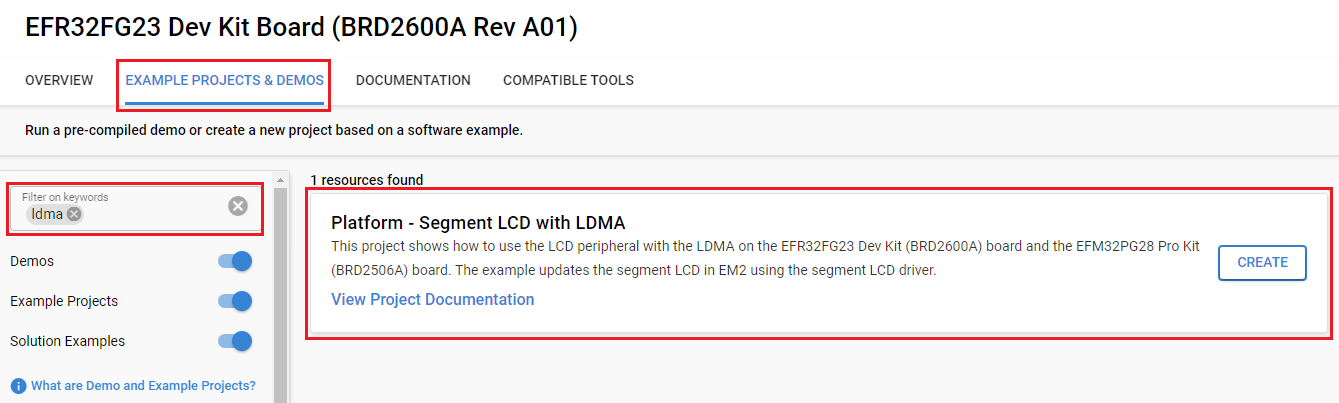 EFR32FG23 Dev Kit Board (BRD2600A Rev A01)
OVERVIEW
EXAMPLE PROJECTS & DEMOS
DOCUMENTATION
COMPATIBLE TOOLS
Run a pre-compiled demo or create a new project based on a software example.
Filter on keywords
ldma
Demos
Example Projects
Solution Examples
What are Demo and Example Projects?
1 resources found
Platform - Segment LCD with LDMA
This project shows how to use the LCD peripheral with the LDMA on the EFR32FG23 Dev Kit (BRD2600A) board and the EFM32PG28 Pro Kit
(BRD2506A) board. The example updates the segment LCD in EM2 using the segment LCD driver.
View Project Documentation
CREATE